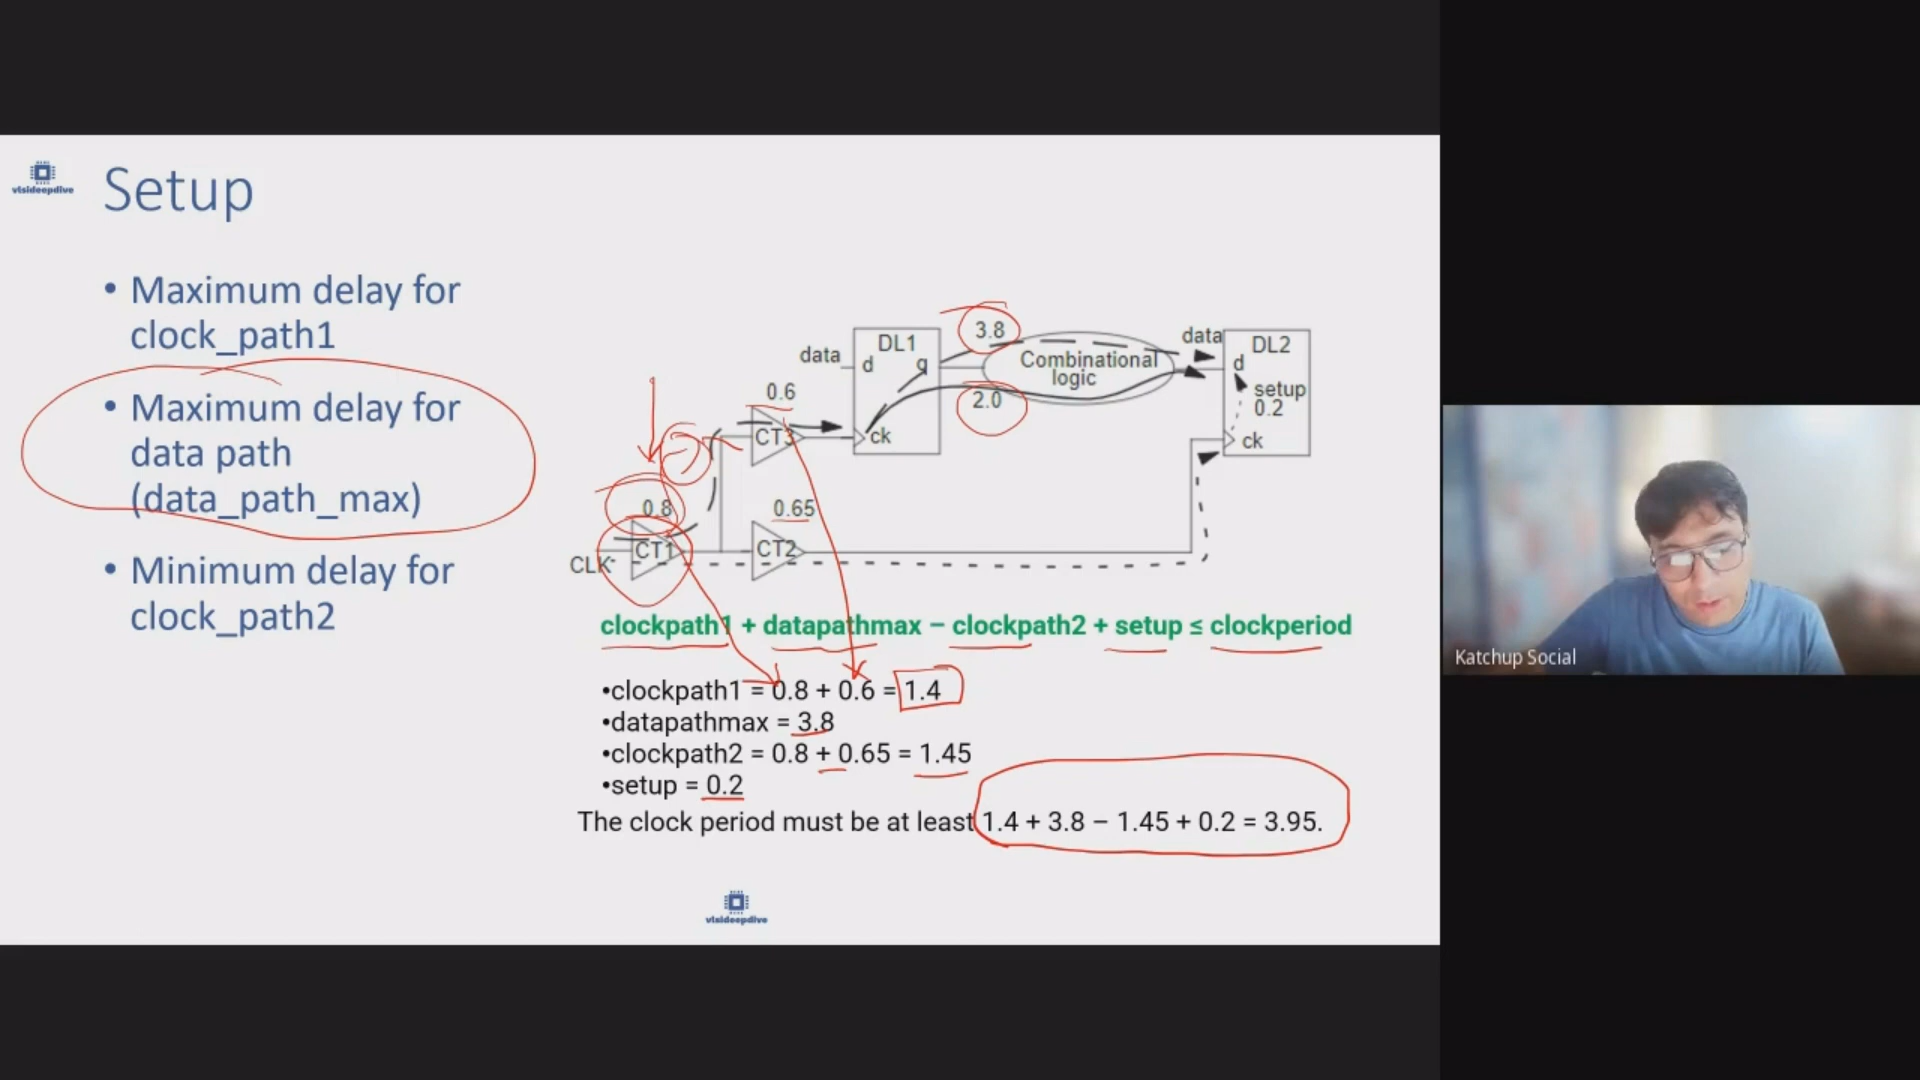 vlsideepdive
Setup
• Maximum delay for
clock_path1
• Maximum delay for
data path
(data_path_max)
• Minimum delay for
clock_path2
data
d
DL1
q
ck
3.8
2.0
Combinational
logic
data
DL2
d
setup
0.2
ck
0.6
CT3
0.8
CT1
CLK
0.65
CT2
clockpath1 + datapathmax – clockpath2 + setup ≤ clockperiod
•clockpath1 = 0.8 + 0.6 = 1.4
•datapathmax = 3.8
•clockpath2 = 0.8 + 0.65 = 1.45
•setup = 0.2
The clock period must be at least 1.4 + 3.8 – 1.45 + 0.2 = 3.95.
vlsideepdive
Katchup Social